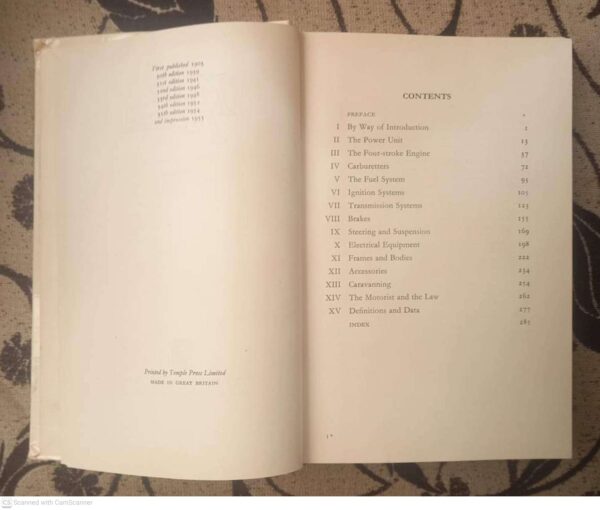 First published 1903
30th edition 1939
31st edition 1941
32nd edition 1946
33rd edition 1948
34th edition 1952
35th edition 1954
2nd impression 1955
Printed by Temple Press Limited
MADE IN GREAT BRITAIN
CONTENTS
PREFACE
I By Way of Introduction 1
II The Power Unit 13
III The Four-stroke Engine 37
IV Carburetters 72
V The Fuel System 95
VI Ignition Systems 105
VII Transmission Systems 123
VIII Brakes 155
IX Steering and Suspension 169
X Electrical Equipment 198
XI Frames and Bodies 222
XII Accessories 234
XIII Caravanning 254
XIV The Motorist and the Law 262
XV Definitions and Data 277
INDEX 285
CS Scanned with CamScanner